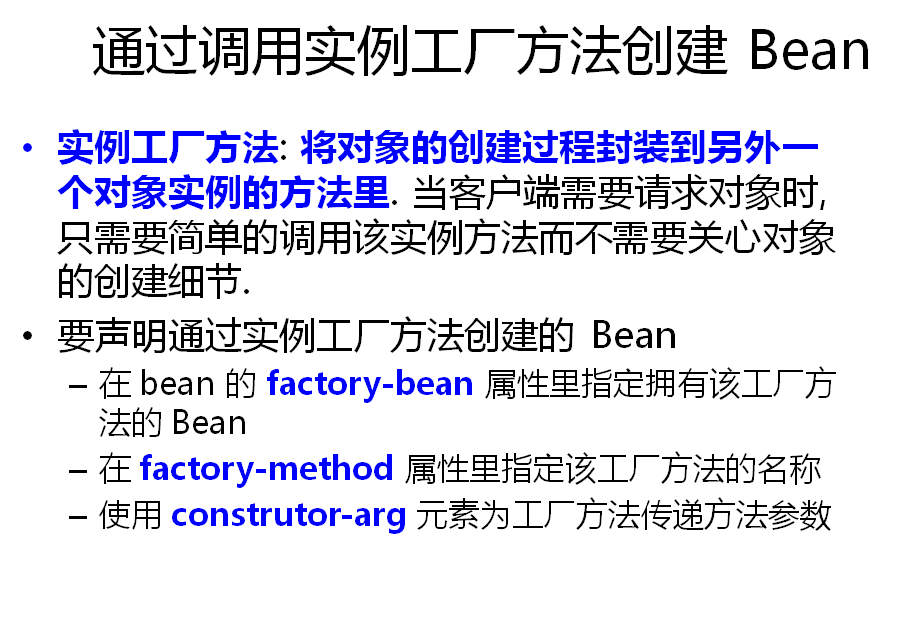 通过调用实例工厂方法创建 Bean
• 实例工厂方法: 将对象的创建过程封装到另外一
个对象实例的方法里. 当客户端需要请求对象时,
只需要简单的调用该实例方法而不需要关心对象
的创建细节.
• 要声明通过实例工厂方法创建的 Bean
– 在 bean 的 factory-bean 属性里指定拥有该工厂方
法的 Bean
– 在 factory-method 属性里指定该工厂方法的名称
– 使用 construtor-arg 元素为工厂方法传递方法参数